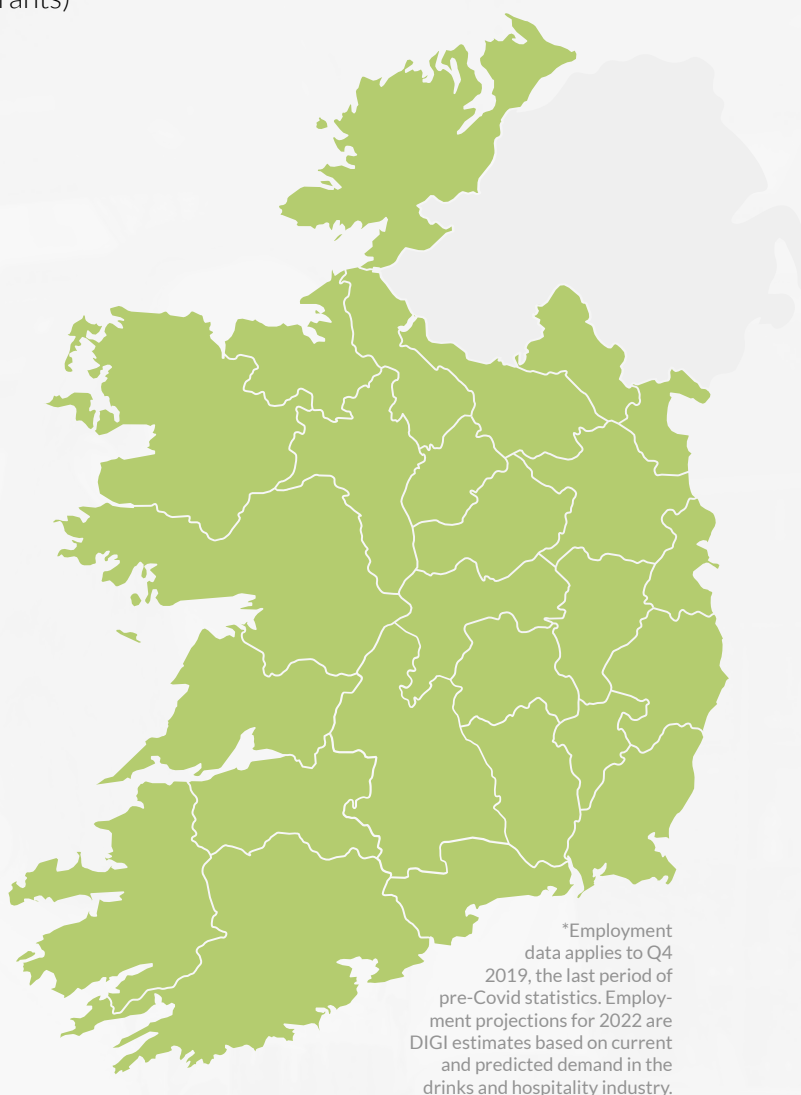 *Employment
data applies to Q4
2019, the last period of
pre-Covid statistics. Employ-
ment projections for 2022 are
DIGI estimates based on current
and predicted demand in the
drinks and hospitality industry.